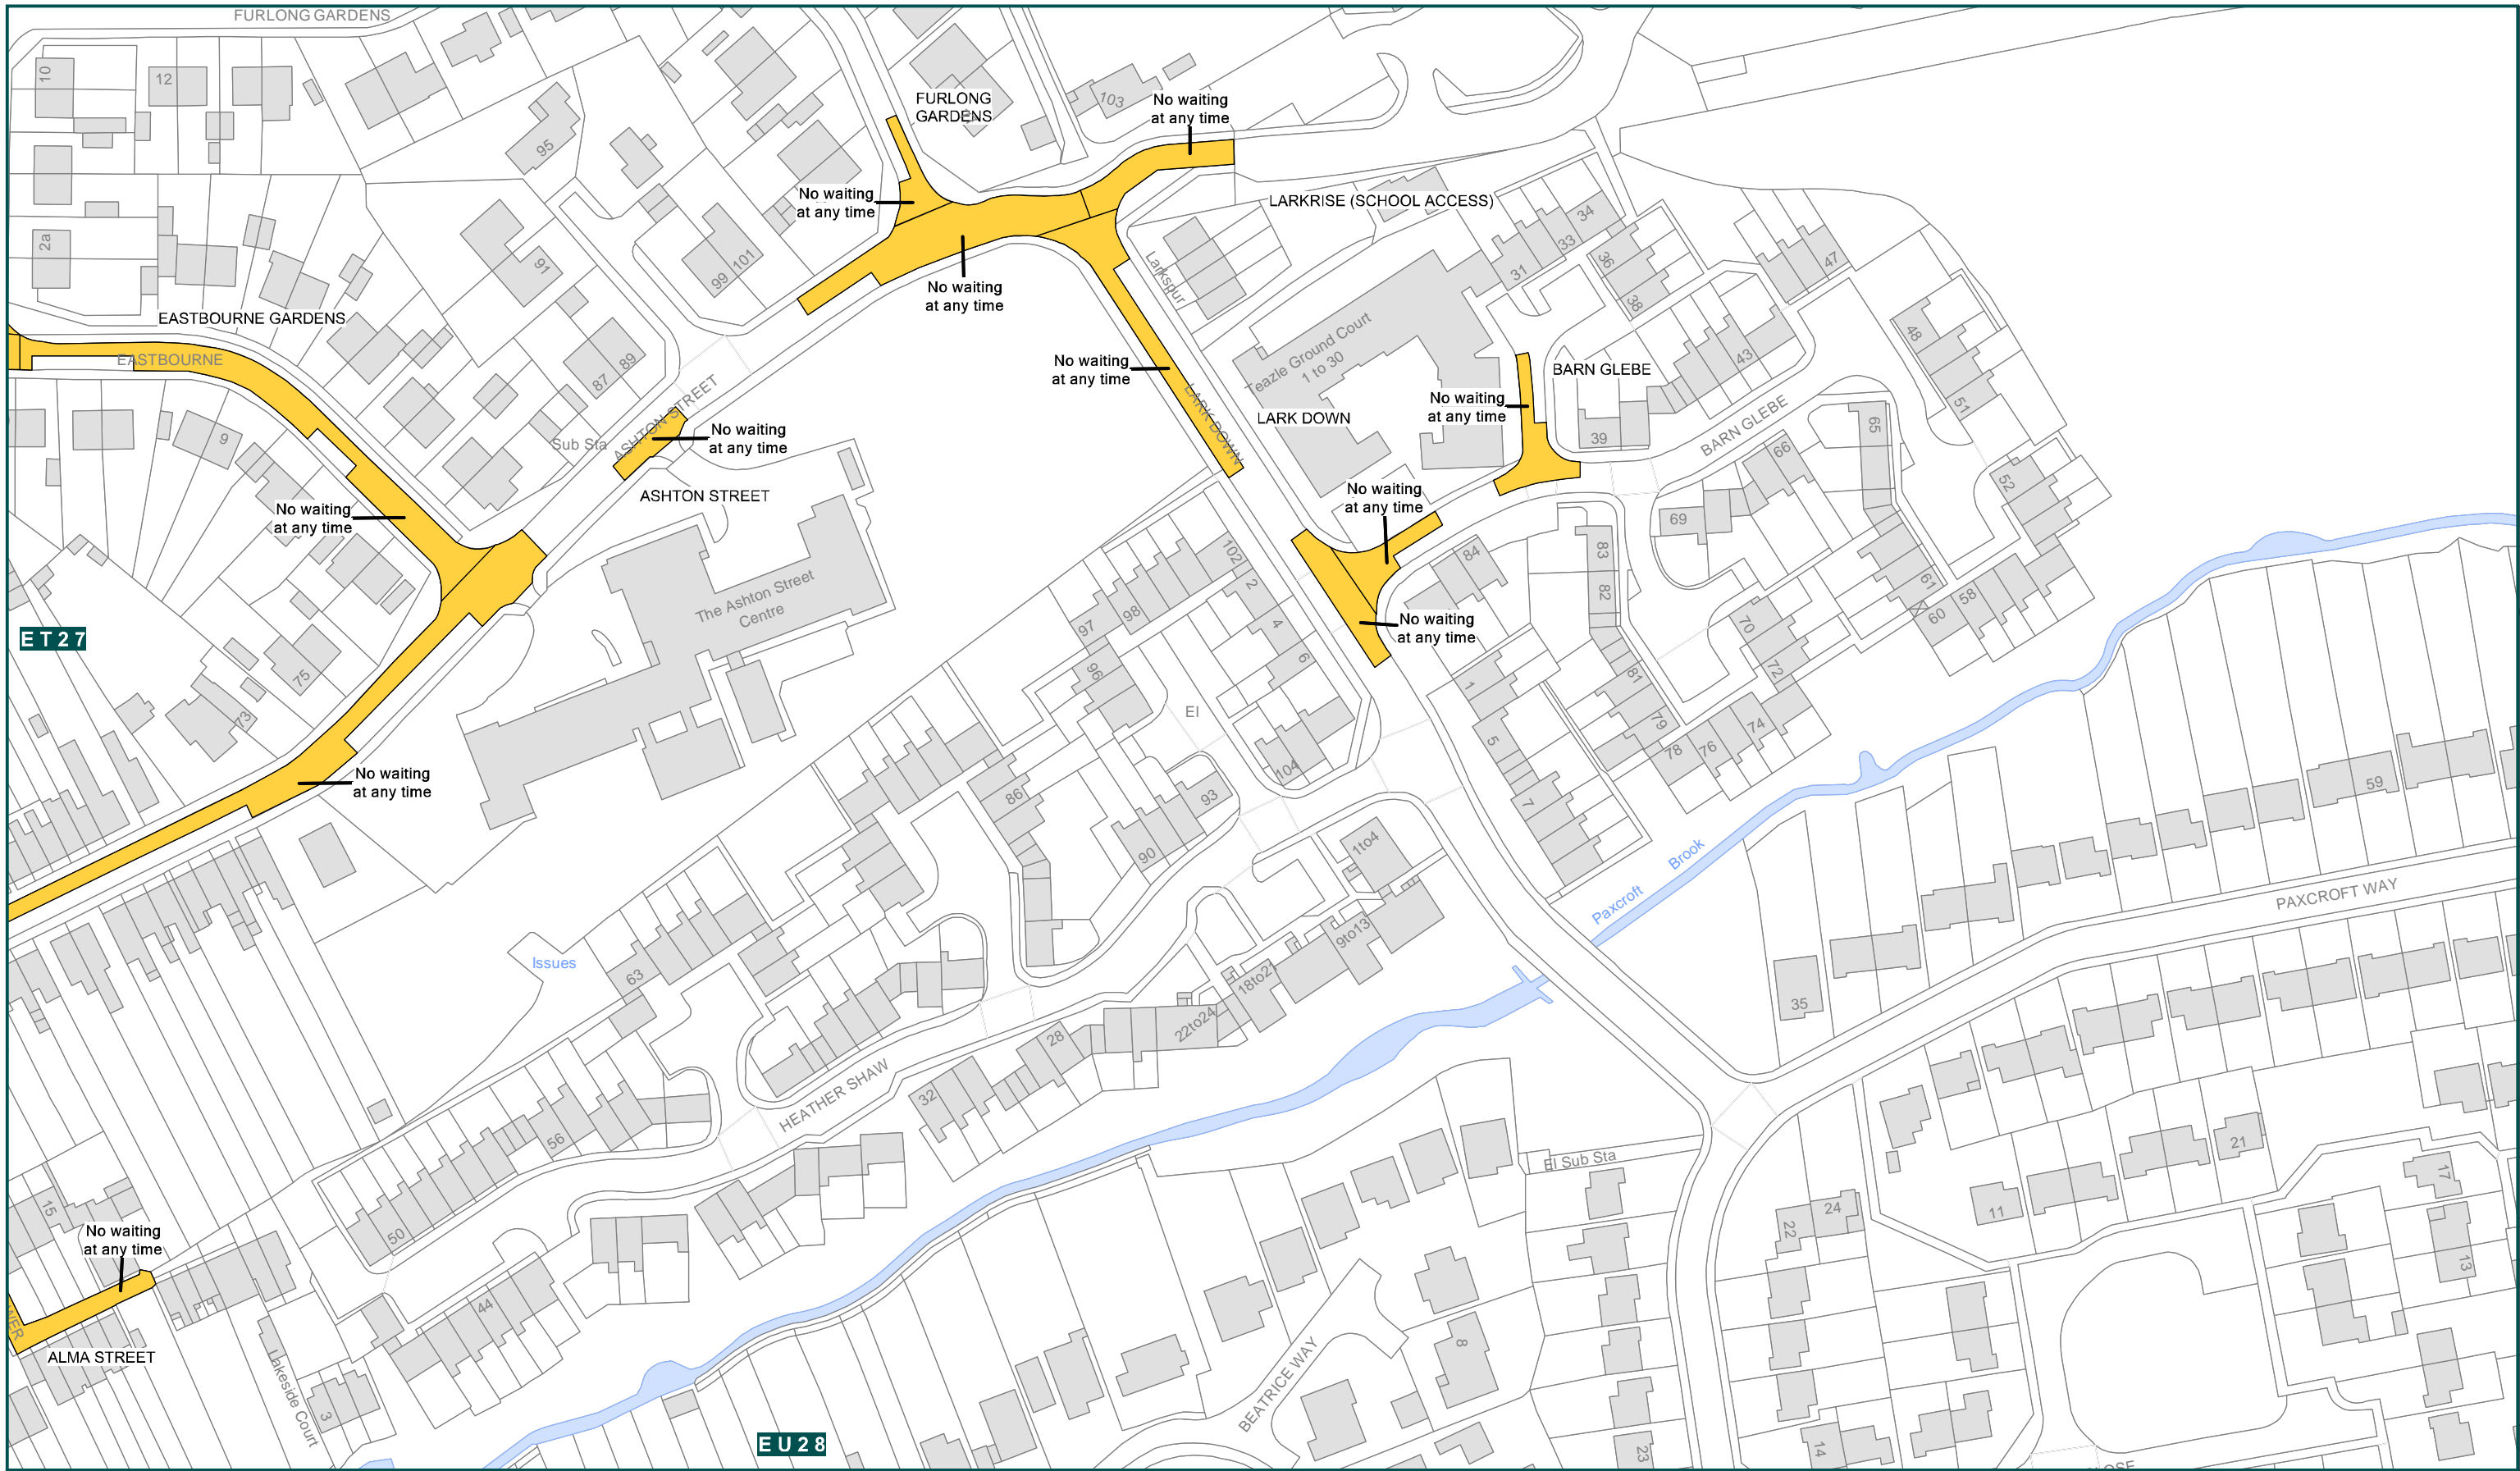 FURLONG GARDENS
10
12
95
103
FURLONG
GARDENS
No waiting
at any time
2a
91
99
101
No waiting
at any time
LARKRISE (SCHOOL ACCESS)
34
33
31
36
38
47
Larkspur
No waiting
at any time
EASTBOURNE GARDENS
EASTBOURNE
87
89
Teazle Ground Court
1 to 30
43
48
51
No waiting
at any time
BARN GLEBE
No waiting
at any time
LARK DOWN
LARK DOWN
39
BARN GLEBE
65
66
9
Sub Sta
ASHTON STREET
No waiting
at any time
ASHTON STREET
No waiting
at any time
No waiting
at any time
69
52
83
82
84
102
2
4
6
98
97
96
The Ashton Street
Centre
No waiting
at any time
61
60
58
70
72
74
76
78
79
81
1
5
7
ET27
75
73
El
104
No waiting
at any time
86
93
90
1to4
9to13
18to21
22to24
59
Paxcroft Brook
PAXCROFT WAY
35
Issues
63
28
32
HEATHER SHAW
56
50
44
15
No waiting
at any time
ALMA STREET
Lakeside Court
3
El Sub Sta
21
17
13
11
24
22
8
BEATRICE WAY
14
23
EU28